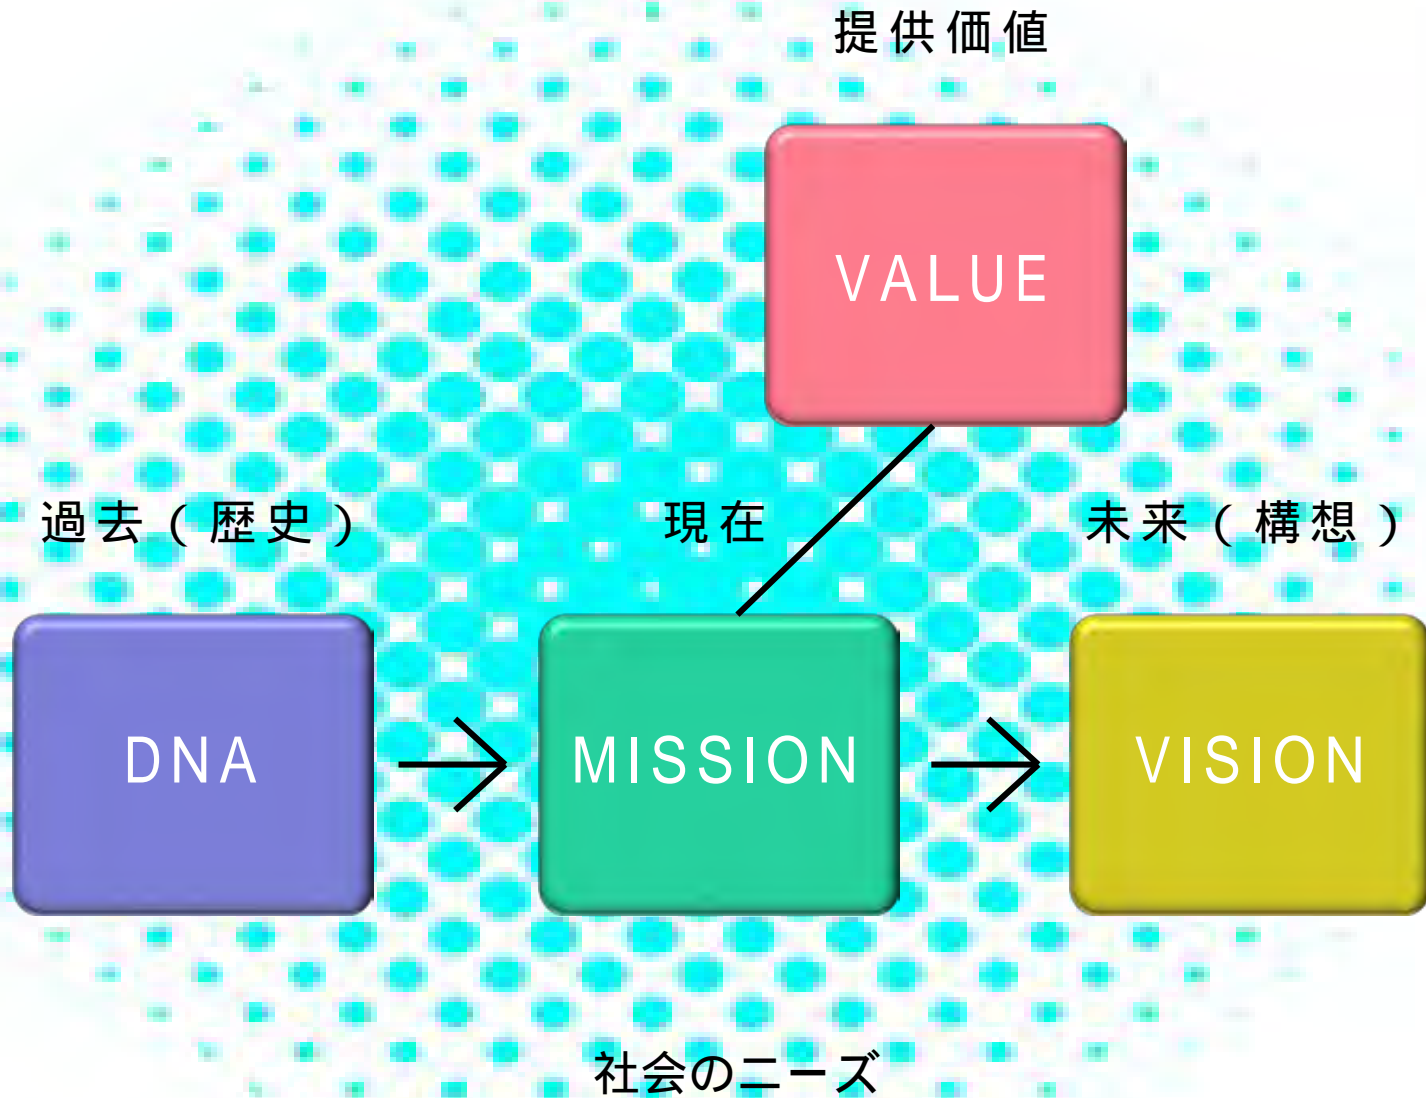 提供価値
VALUE
過去（歴史）
現在
未来（構想）
DNA
MISSION
VISION
社会のニーズ